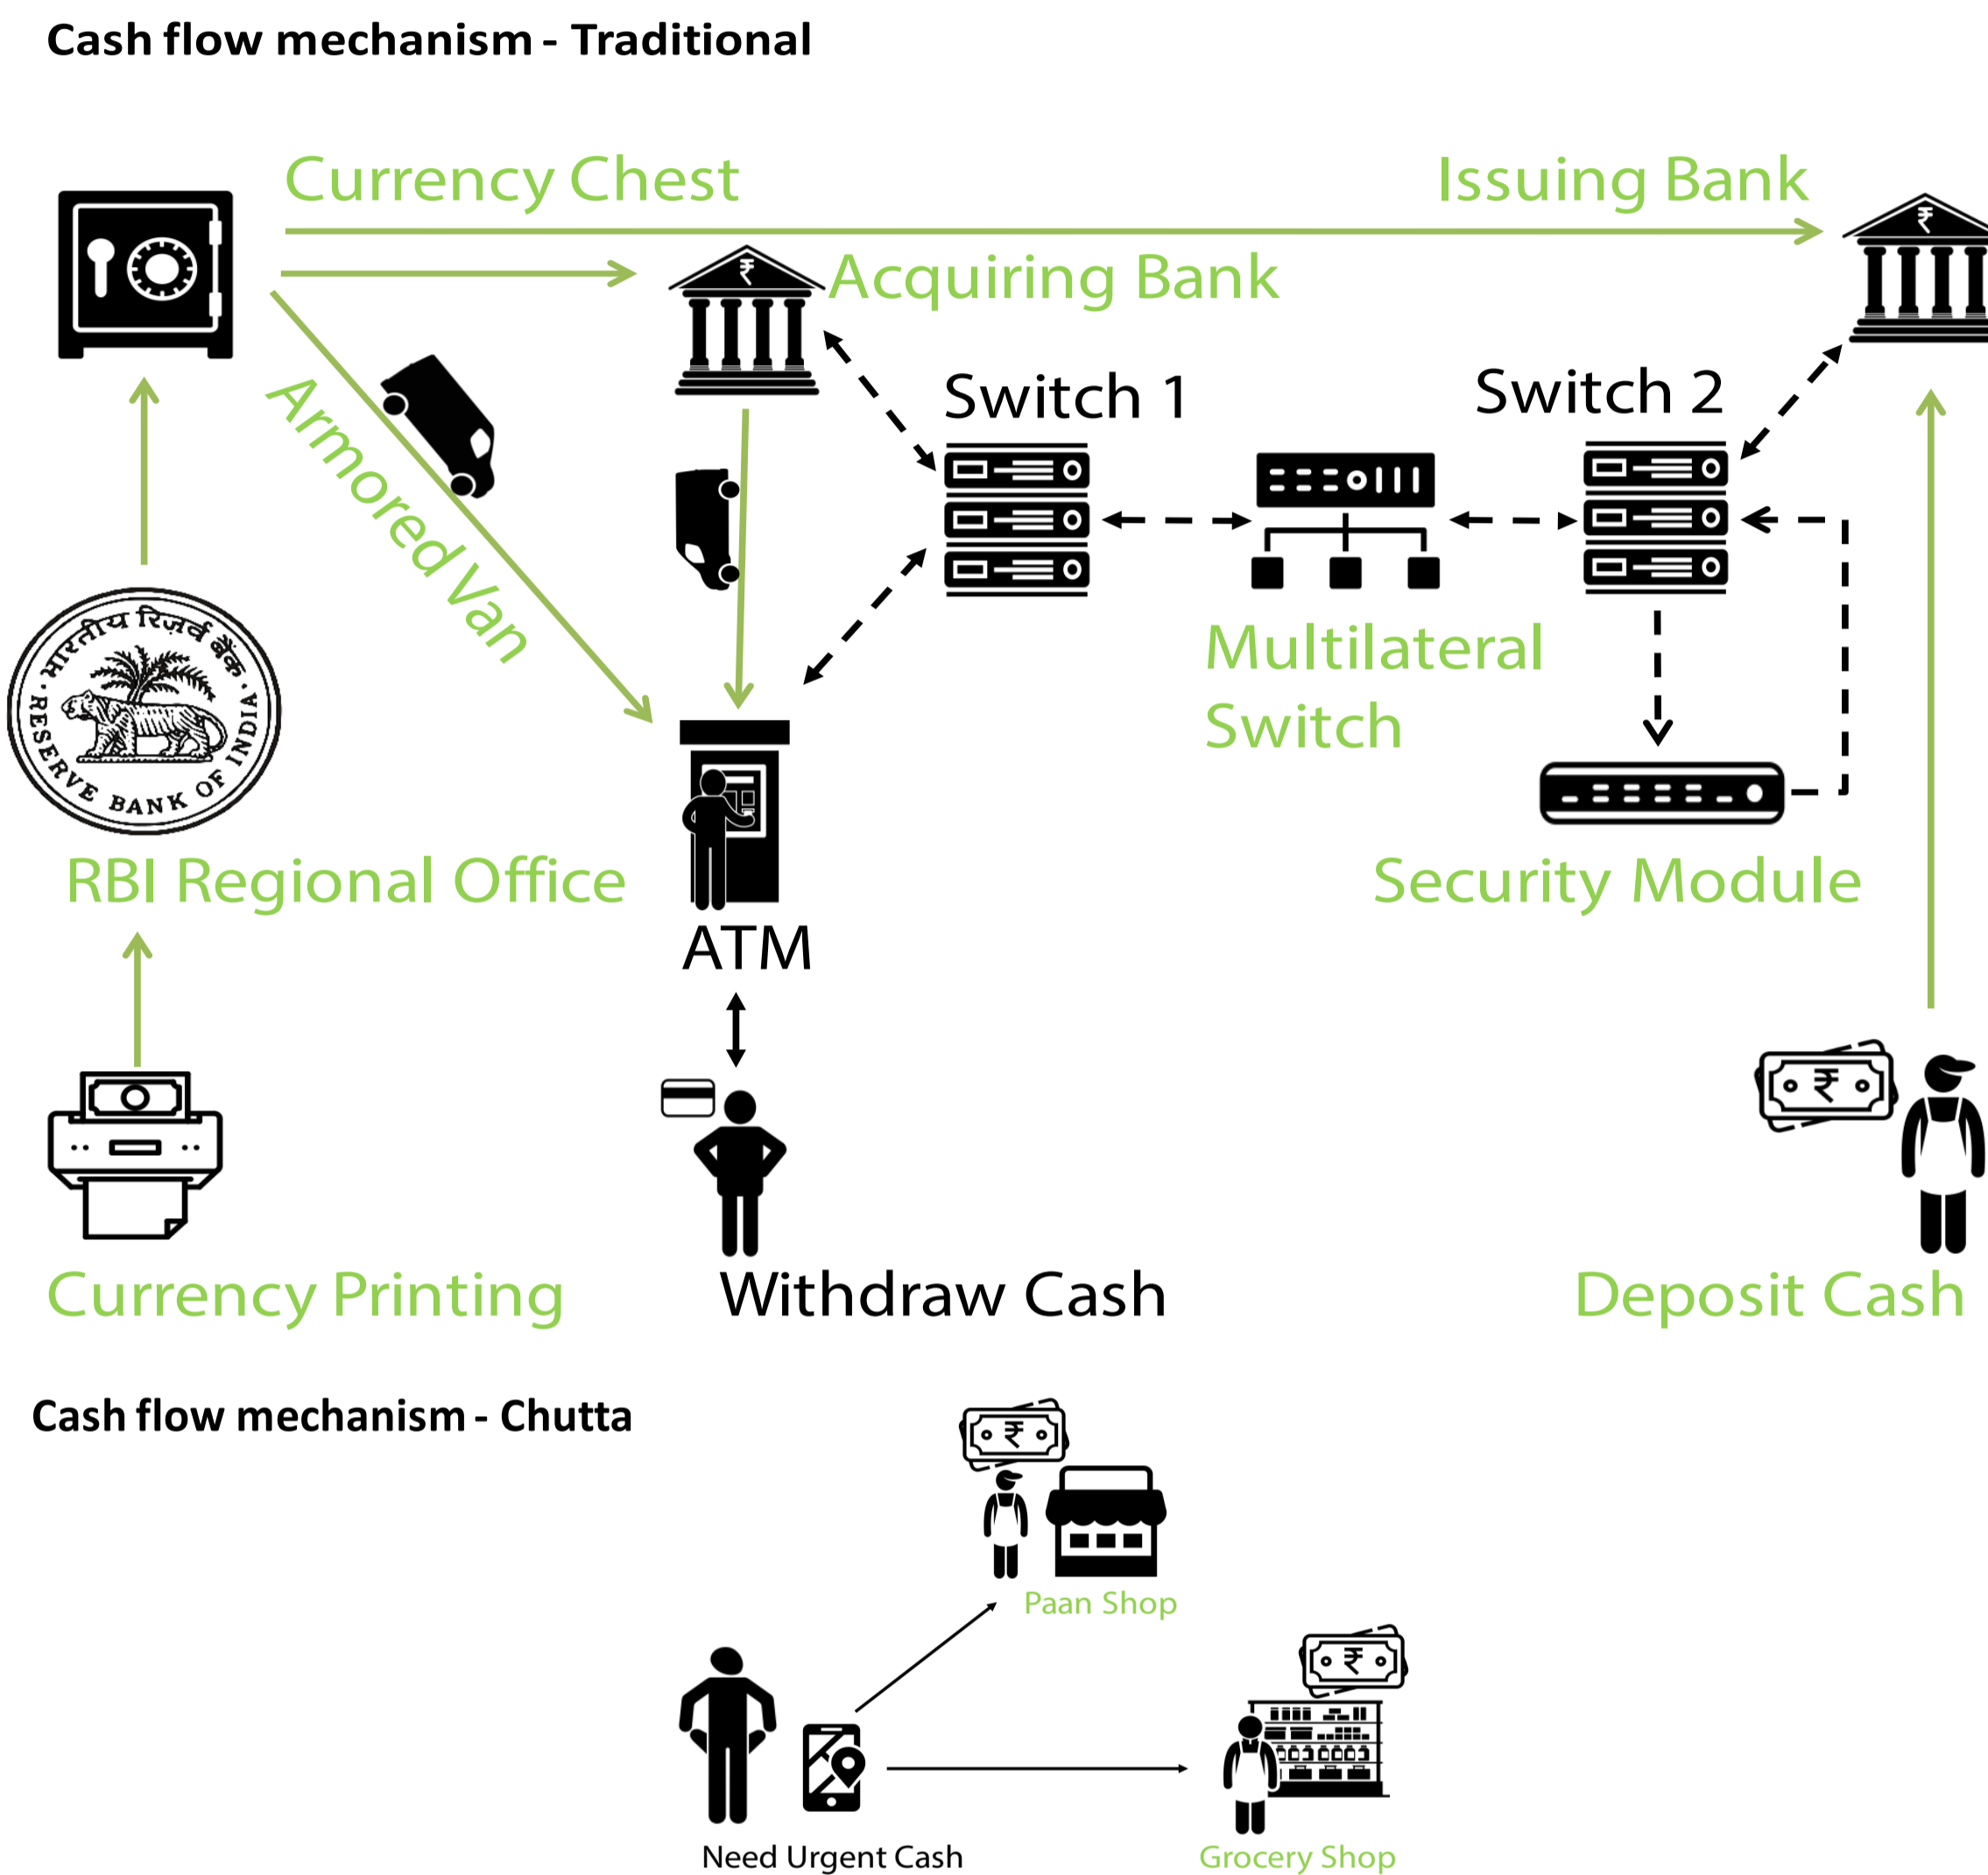 Cash flow mechanism - Traditional
Currency Chest
Issuing Bank
₹
₹
Acquiring Bank
Switch 1
Switch 2
Armored Van
Multilateral
Switch
भारतीय रिज़र्व बैंक
RESERVE BANK OF INDIA
RBI Regional Office
Security Module
ATM
₹
Currency Printing
Withdraw Cash
Deposit Cash
Cash flow mechanism - Chutta
₹
Paan Shop
₹
Need Urgent Cash
Grocery Shop